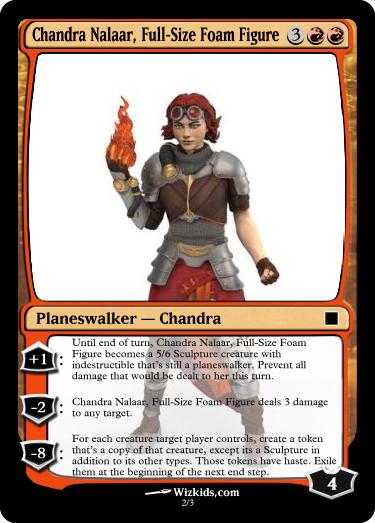 Chandra Nalaar, Full-Size Foam Figure 3
Planeswalker — Chandra
+1: Until end of turn, Chandra Nalaar, Full-Size Foam
Figure becomes a 5/6 Sculpture creature with
indestructible that's still a planeswalker. Prevent all
damage that would be dealt to her this turn.
-2: Chandra Nalaar, Full-Size Foam Figure deals 3 damage
to any target.
-8: For each creature target player controls, create a token
that's a copy of that creature, except its a Sculpture in
addition to its other types. Those tokens have haste. Exile
them at the beginning of the next end step.
4
Wizkids.com
2/3